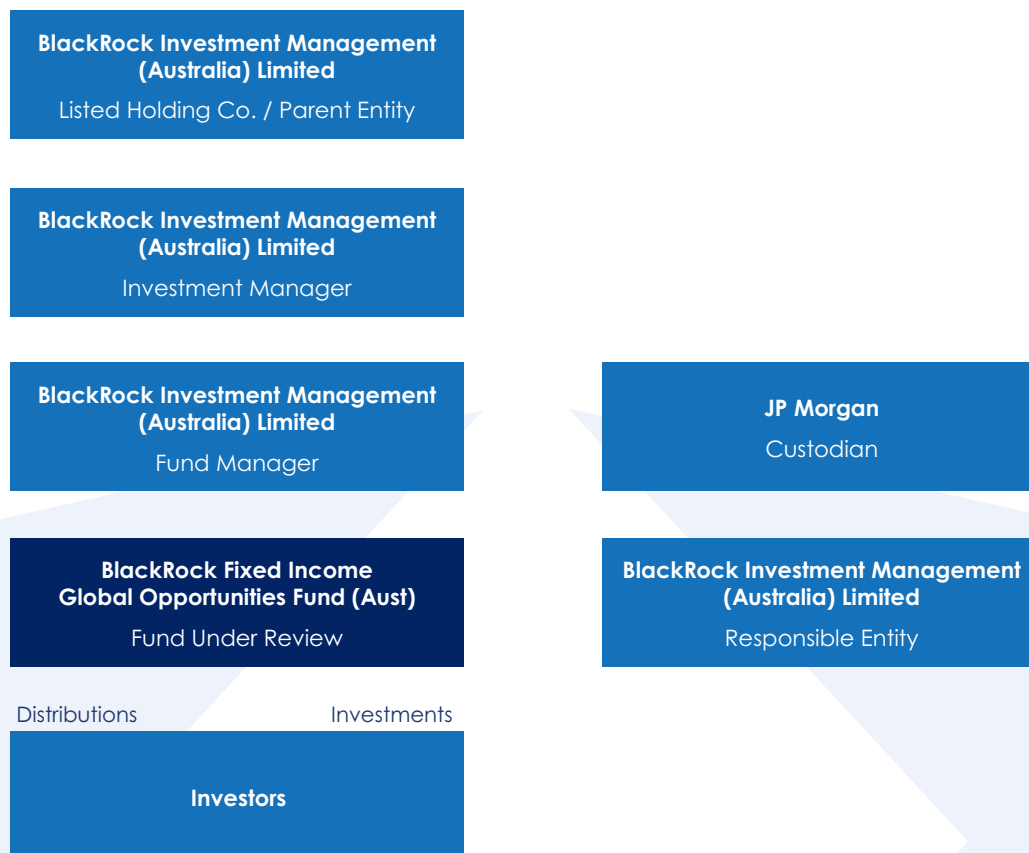 BlackRock Investment Management
(Australia) Limited
Listed Holding Co. / Parent Entity
BlackRock Investment Management
(Australia) Limited
Investment Manager
BlackRock Investment Management
(Australia) Limited
Fund Manager
JP Morgan
Custodian
BlackRock Fixed Income
Global Opportunities Fund (Aust)
Fund Under Review
BlackRock Investment Management
(Australia) Limited
Responsible Entity
Distributions
Investments
Investors